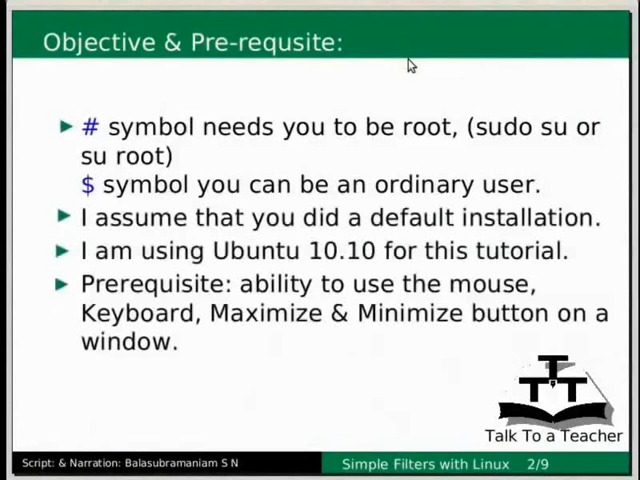 Objective & Pre-requsite:
# symbol needs you to be root, (sudo su or
su root)
$ symbol you can be an ordinary user.
I assume that you did a default installation.
I am using Ubuntu 10.10 for this tutorial.
Prerequisite: ability to use the mouse,
Keyboard, Maximize & Minimize button on a
window.
T
T T
Talk To a Teacher
Script: & Narration: Balasubramaniam S N
Simple Filters with Linux 2/9